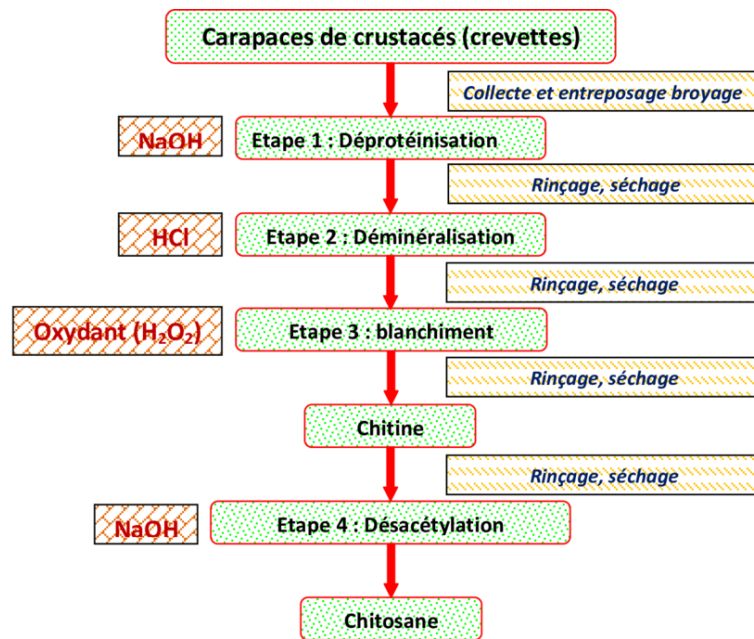 Carapaces de crustacés (crevettes)
Collecte et entreposage broyage
NaOH
Etape 1 : Déprotéinisation
Rinçage, séchage
HCl
Etape 2 : Déminéralisation
Rinçage, séchage
Oxydant (H₂O₂)
Etape 3 : blanchiment
Rinçage, séchage
Chitine
Rinçage, séchage
NaOH
Etape 4 : Désacétylation
Chitosane